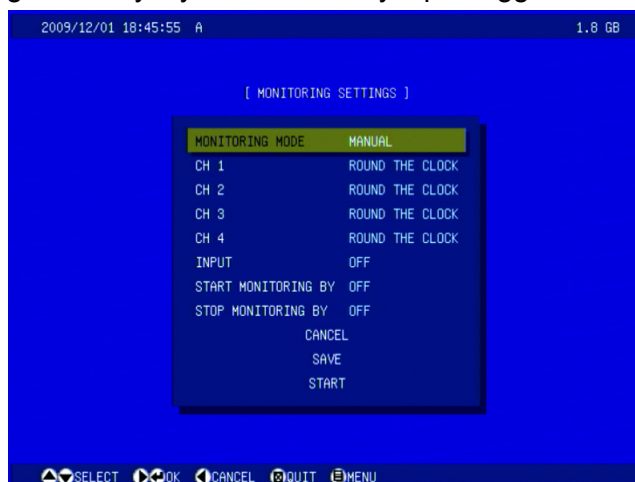 2009/12/01 18:45:55 A 1.8 GB
[ MONITORING SETTINGS ]
MONITORING MODE MANUAL
CH 1 ROUND THE CLOCK
CH 2 ROUND THE CLOCK
CH 3 ROUND THE CLOCK
CH 4 ROUND THE CLOCK
INPUT OFF
START MONITORING BY OFF
STOP MONITORING BY OFF
CANCEL
SAVE
START
SELECT OK CANCEL QUIT MENU